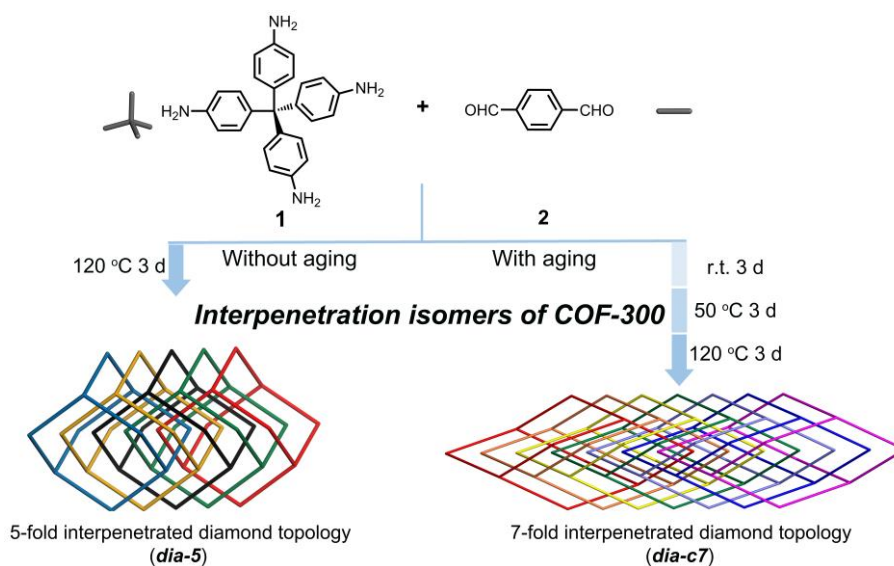 NH₂
NH₂
H₂N
+
OHC
CHO
NH₂
1
2
120 °C 3 d
Without aging
With aging
r.t. 3 d
Interpenetration isomers of COF-300
50 °C 3 d
120 °C 3 d
5-fold interpenetrated diamond topology
(dia-5)
7-fold interpenetrated diamond topology
(dia-c7)